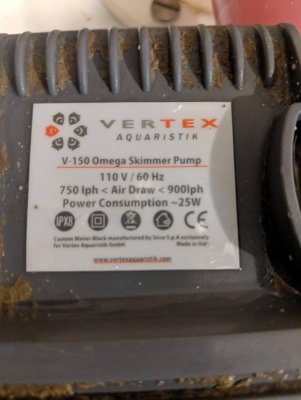 VERTEX
AQUARISTIK
V-150 Omega Skimmer Pump
110 V / 60 Hz
750 lph < Air Draw < 900lph
Power Consumption ~25W
IPX8
CE
Custom Motor-Block manufactured by Sicce S.p.A exclusively
for Vertex Aquaristik GmbH. Made in Italy
www.vertexaquaristik.com